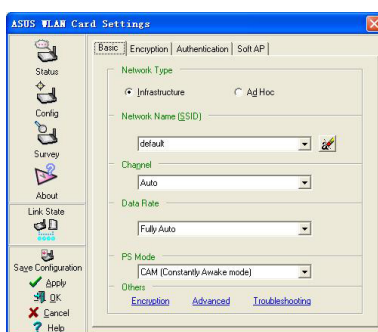 ASUS WLAN Card Settings
Status
Config
Survey
About
Link State
Save Configuration
Apply
OK
Cancel
Help
Basic Encryption Authentication Soft AP
Network Type
Infrastructure Ad Hoc
Network Name (SSID)
default
Channel
Auto
Data Rate
Fully Auto
PS Mode
CAM (Constantly Awake mode)
Others
Encryption Advanced Troubleshooting